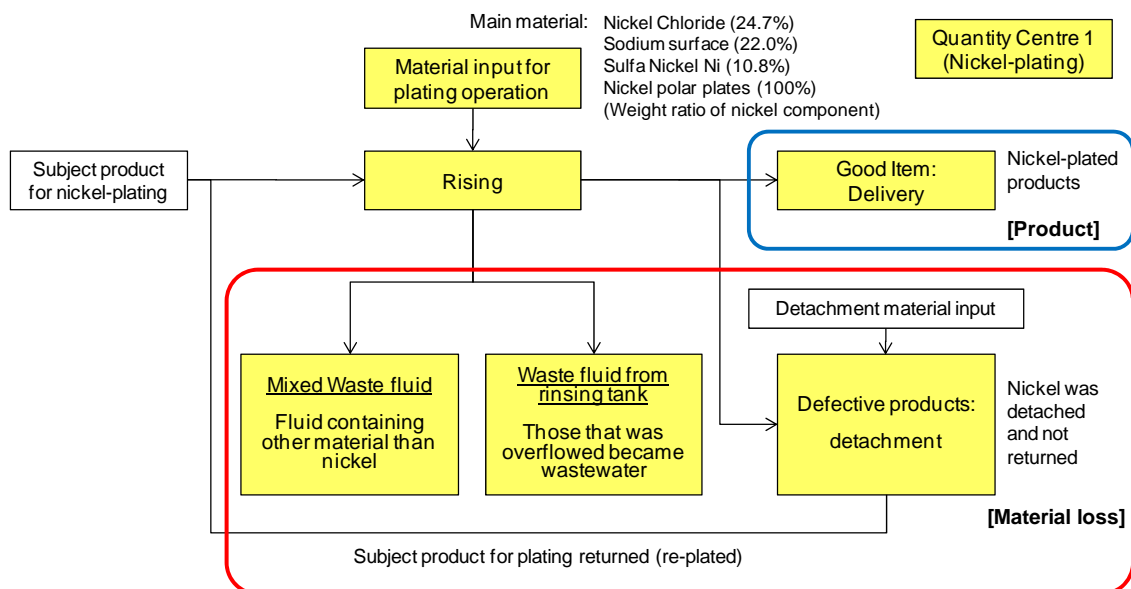 Main material:
Nickel Chloride (24.7%)
Sodium surface (22.0%)
Sulfa Nickel Ni (10.8%)
Nickel polar plates (100%)
(Weight ratio of nickel component)
Quantity Centre 1
(Nickel-plating)
Material input for
plating operation
Subject product
for nickel-plating
Rising
Good Item:
Delivery
Nickel-plated
products
[Product]
Detachment material input
Mixed Waste fluid
Fluid containing
other material than
nickel
Waste fluid from
rinsing tank
Those that was
overflowed became
wastewater
Defective products:
detachment
Nickel was
detached
and not
returned
[Material loss]
Subject product for plating returned (re-plated)